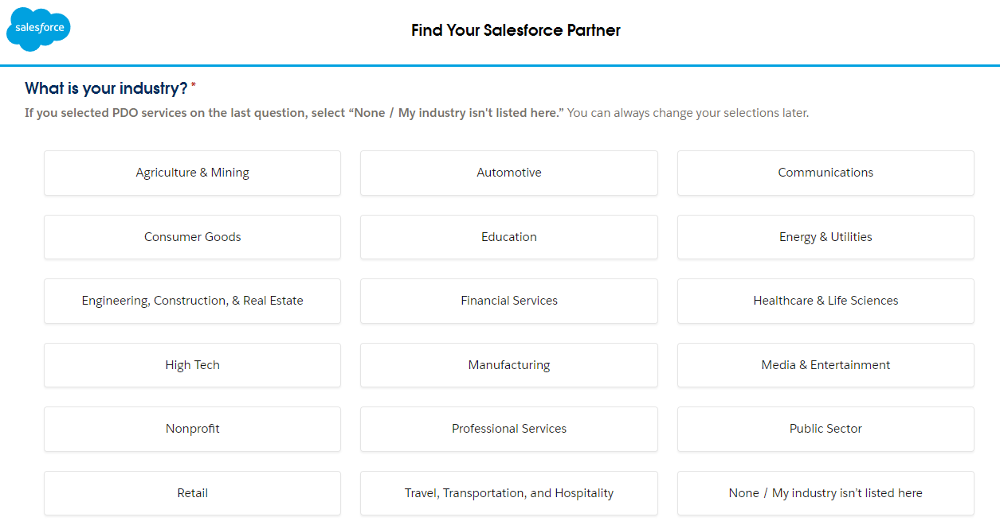 salesforce
Find Your Salesforce Partner
What is your industry? *
If you selected PDO services on the last question, select “None / My industry isn't listed here.” You can always change your selections later.
Agriculture & Mining
Automotive
Communications
Consumer Goods
Education
Energy & Utilities
Engineering, Construction, & Real Estate
Financial Services
Healthcare & Life Sciences
High Tech
Manufacturing
Media & Entertainment
Nonprofit
Professional Services
Public Sector
Retail
Travel, Transportation, and Hospitality
None / My industry isn’t listed here